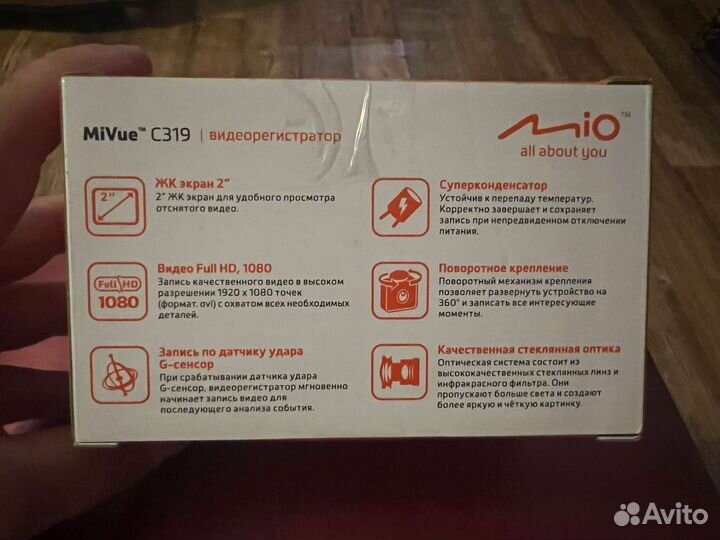 MiVue™ C319 | видеорегистратор
Mio™
all about you
2"
ЖК экран 2"
2" ЖК экран для удобного просмотра
отснятого видео.
Full HD
1080
Видео Full HD, 1080
Запись качественного видео в высоком
разрешении 1920 x 1080 точек
(формат. avi) с охватом всех необходимых
деталей.
Запись по датчику удара
G-сенсор
При срабатывании датчика удара
G-сенсор, видеорегистратор мгновенно
начинает запись видео для
последующего анализа события.
Суперконденсатор
Устойчив к перепаду температур.
Корректно завершает и сохраняет
запись при непредвиденном отключении
питания.
Поворотное крепление
Поворотный механизм крепления
позволяет развернуть устройство на
360° и записать все интересующие
моменты.
Качественная стеклянная оптика
Оптическая система состоит из
высококачественных стеклянных линз и
инфракрасного фильтра. Они
пропускают больше света и создают
более яркую и чёткую картинку.
Avito